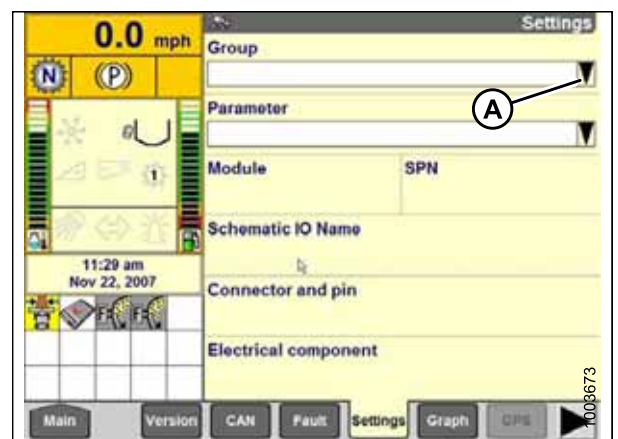 0.0 mph
Settings
Group
N
(P)
A
Parameter
1
Module
SPN
Schematic IO Name
11:29 am
Nov 22, 2007
Connector and pin
Electrical component
1003673
Main
Version
CAN
Fault
Settings
Graph
GPS